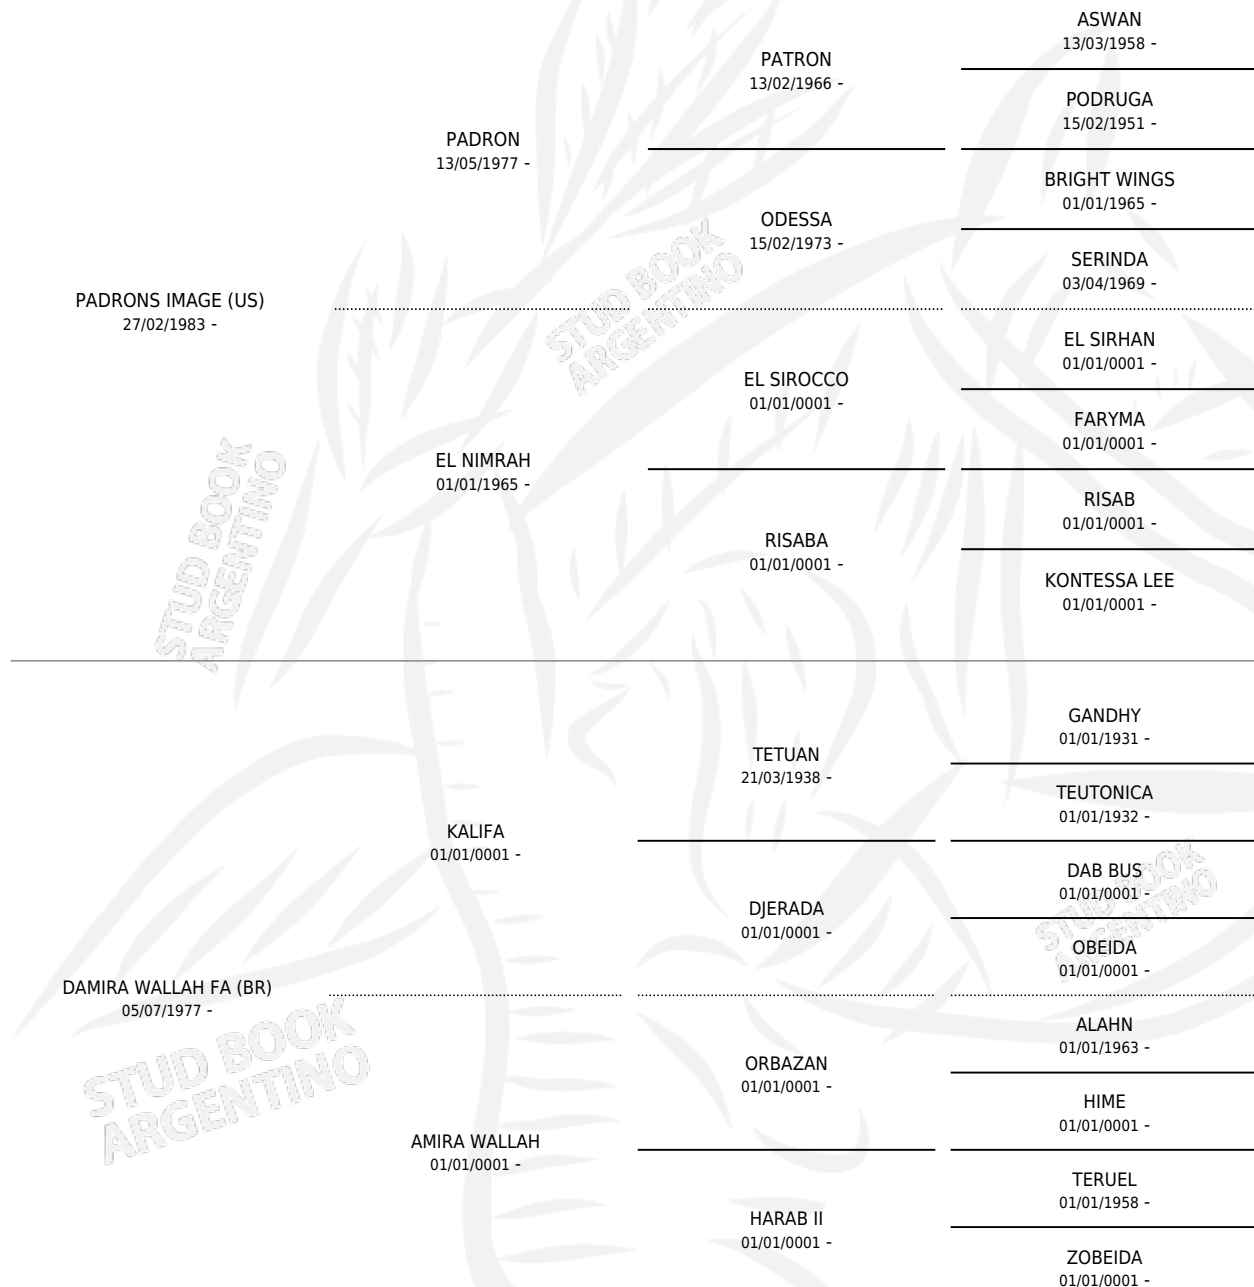 ASWAN
13/03/1958 -
PATRON
13/02/1966 -
PODRUGA
15/02/1951 -
PADRON
13/05/1977 -
BRIGHT WINGS
01/01/1965 -
ODESSA
15/02/1973 -
SERINDA
03/04/1969 -
PADRONS IMAGE (US)
27/02/1983 -
STUD BOOK
ARGENTINO
EL SIRHAN
01/01/0001 -
EL SIROCCO
01/01/0001 -
FARYMA
01/01/0001 -
EL NIMRAH
01/01/1965 -
RISAB
01/01/0001 -
RISABA
01/01/0001 -
KONTESSA LEE
01/01/0001 -
STUD BOOK
ARGENTINO
GANDHY
01/01/1931 -
TETUAN
21/03/1938 -
TEUTONICA
01/01/1932 -
KALIFA
01/01/0001 -
DAB BUS
01/01/0001 -
DJERADA
01/01/0001 -
OBEIDA
01/01/0001 -
STUD BOOK
ARGENTINO
DAMIRA WALLAH FA (BR)
05/07/1977 -
STUD BOOK
ARGENTINO
ALAHN
01/01/1963 -
ORBAZAN
01/01/0001 -
HIME
01/01/0001 -
AMIRA WALLAH
01/01/0001 -
TERUEL
01/01/1958 -
HARAB II
01/01/0001 -
ZOBEIDA
01/01/0001 -